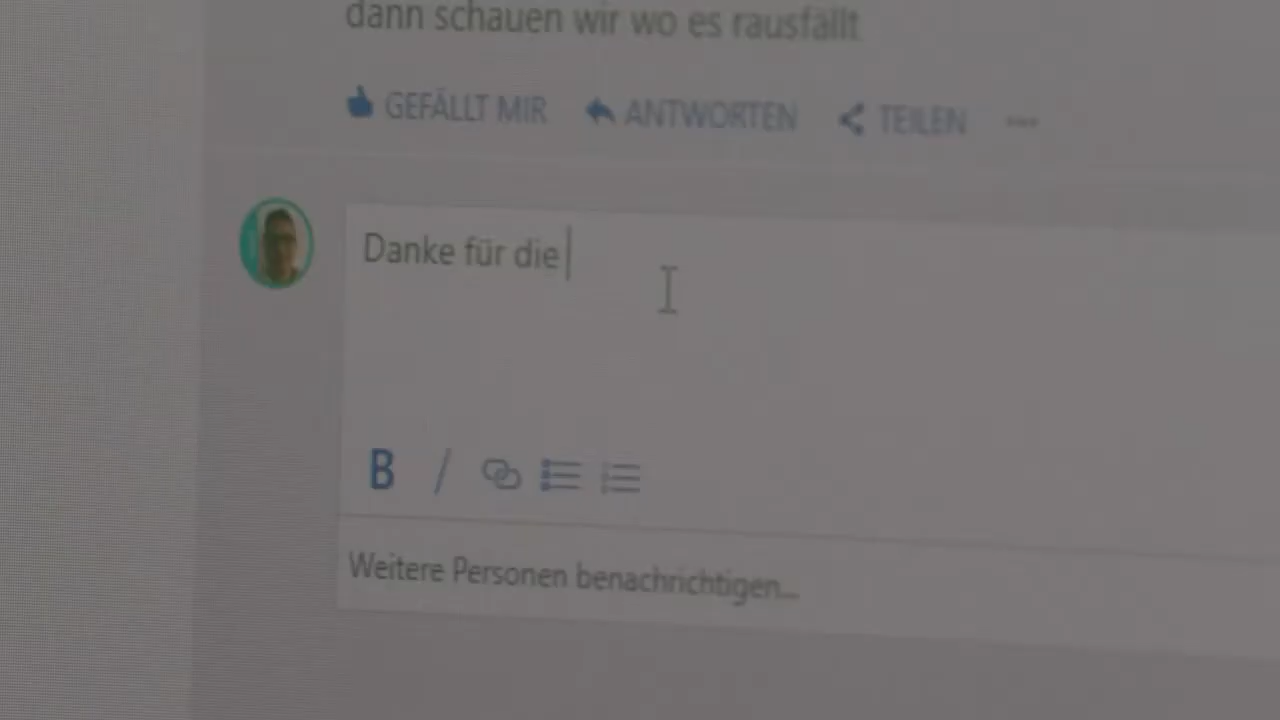 dann schauen wir wo es rausfällt
GEFÄLLT MIR ANTWORTEN TEILEN ...
Danke für die
B /
Weitere Personen benachrichtigen...